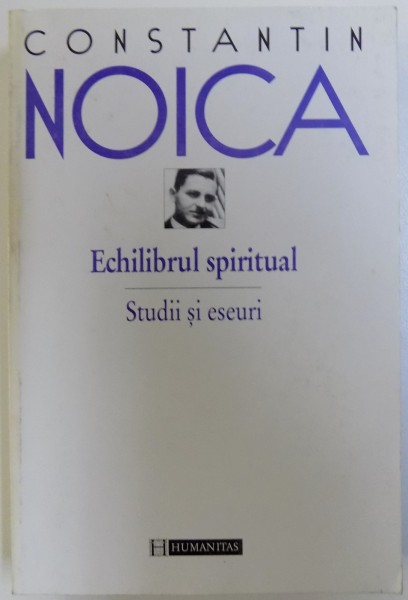 CONSTANTIN
NOICA
Echilibrul spiritual
Studii și eseuri
H HUMANITAS